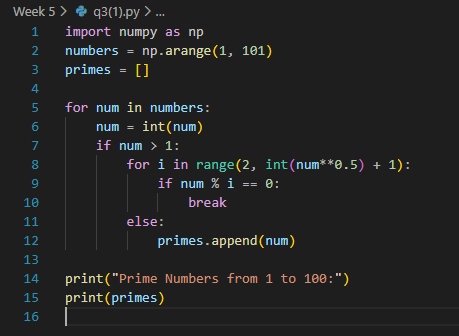 Week 5 > q3(1).py > ...
1 import numpy as np
2 numbers = np.arange(1, 101)
3 primes = []
4
5 for num in numbers:
6     num = int(num)
7     if num > 1:
8         for i in range(2, int(num**0.5) + 1):
9             if num % i == 0:
10                 break
11         else:
12             primes.append(num)
13
14 print("Prime Numbers from 1 to 100:")
15 print(primes)
16